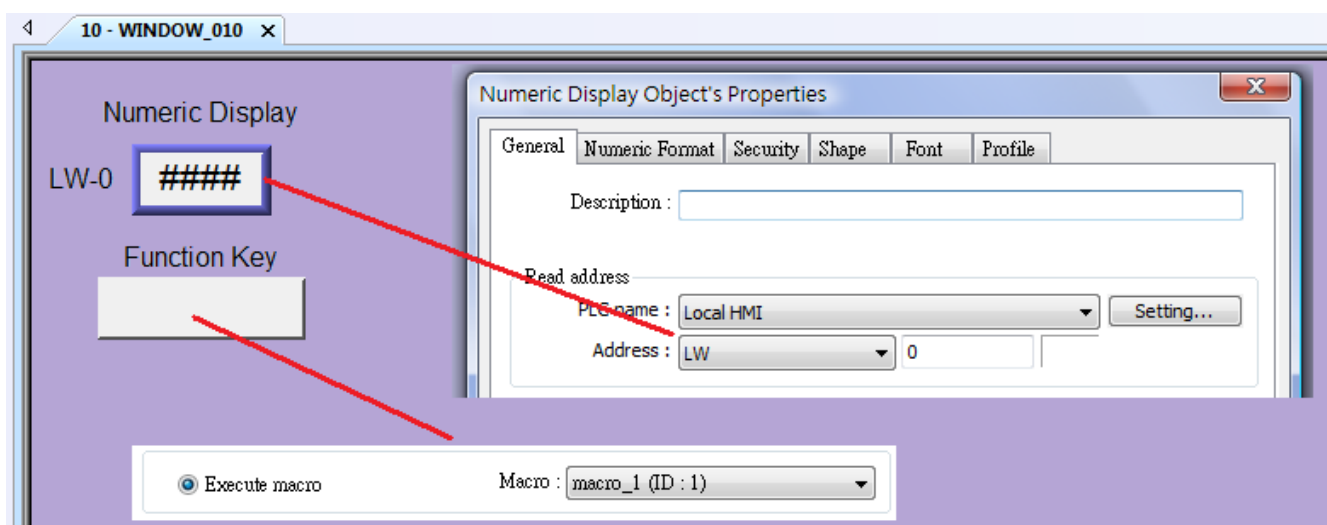 10 - WINDOW_010 X
Numeric Display
LW-0 ####
Function Key
Numeric Display Object's Properties
General Numeric Format Security Shape Font Profile
Description :
Read address
PLC name : Local HMI Setting...
Address : LW 0
Execute macro Macro : macro_1 (ID : 1)